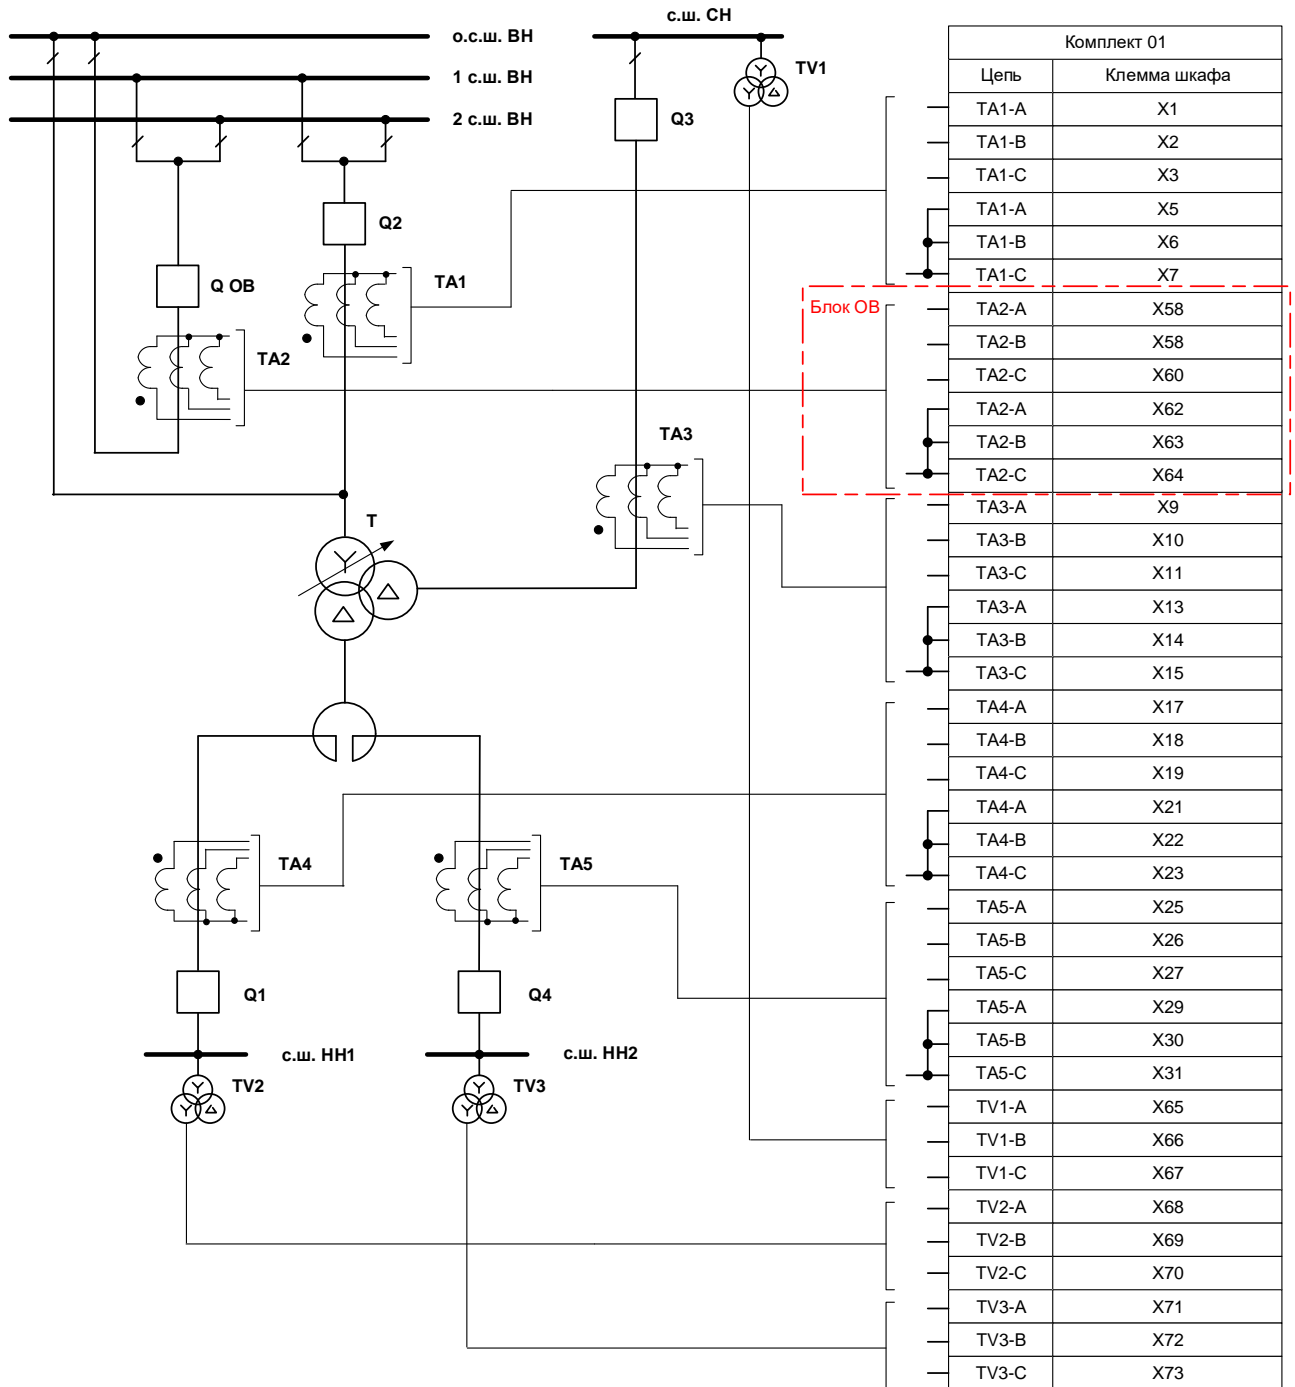 о.с.ш. ВН
1 с.ш. ВН
2 с.ш. ВН
с.ш. СН
TV1
Q3
Q2
Q ОВ
TA1
TA2
TA3
T
TA4
TA5
Q1
Q4
с.ш. НН1
с.ш. НН2
TV2
TV3
Комплект 01
Цепь Клемма шкафа
TA1-A X1
TA1-B X2
TA1-C X3
TA1-A X5
TA1-B X6
TA1-C X7
Блок ОВ
TA2-A X58
TA2-B X58
TA2-C X60
TA2-A X62
TA2-B X63
TA2-C X64
TA3-A X9
TA3-B X10
TA3-C X11
TA3-A X13
TA3-B X14
TA3-C X15
TA4-A X17
TA4-B X18
TA4-C X19
TA4-A X21
TA4-B X22
TA4-C X23
TA5-A X25
TA5-B X26
TA5-C X27
TA5-A X29
TA5-B X30
TA5-C X31
TV1-A X65
TV1-B X66
TV1-C X67
TV2-A X68
TV2-B X69
TV2-C X70
TV3-A X71
TV3-B X72
TV3-C X73